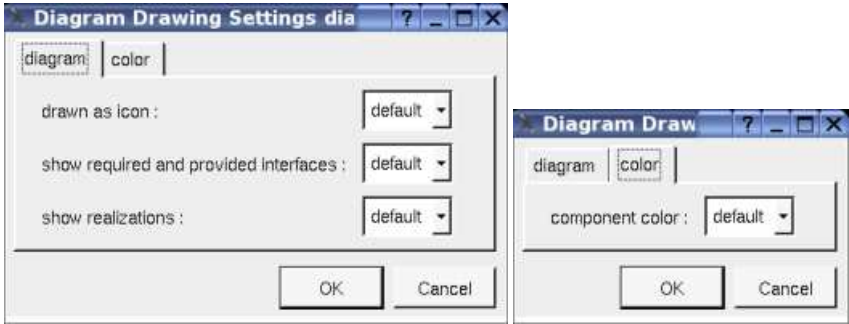 Diagram Drawing Settings dia
diagram color
drawn as icon : default
show required and provided interfaces : default
show realizations : default
OK Cancel
Diagram Draw
diagram color
component color : default
OK Cancel